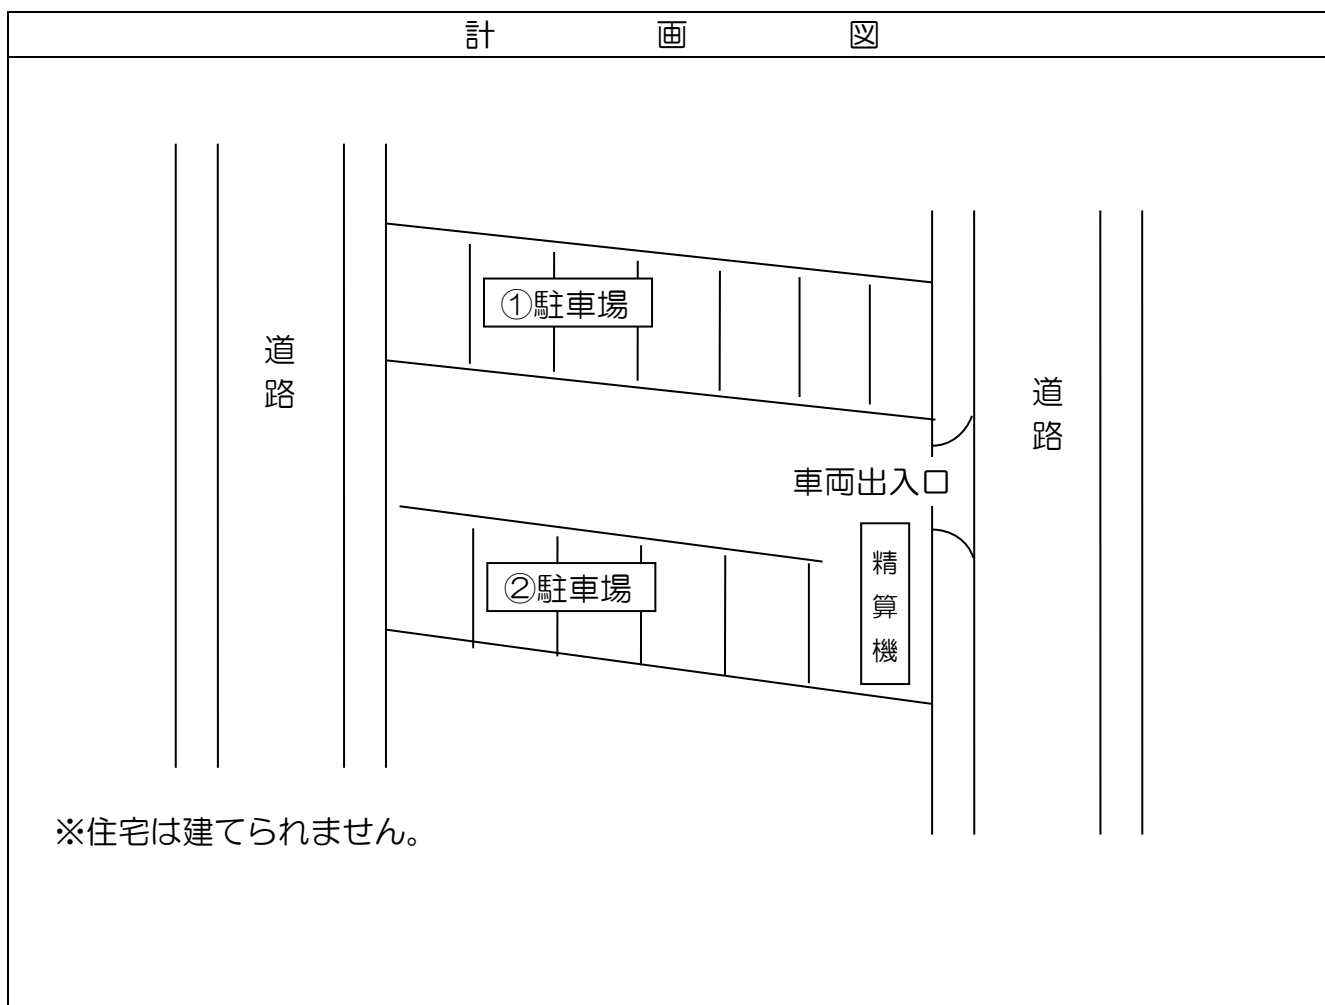 計画図
①駐車場
道路
道路
車両出入口
②駐車場
精算機
※住宅は建てられません。